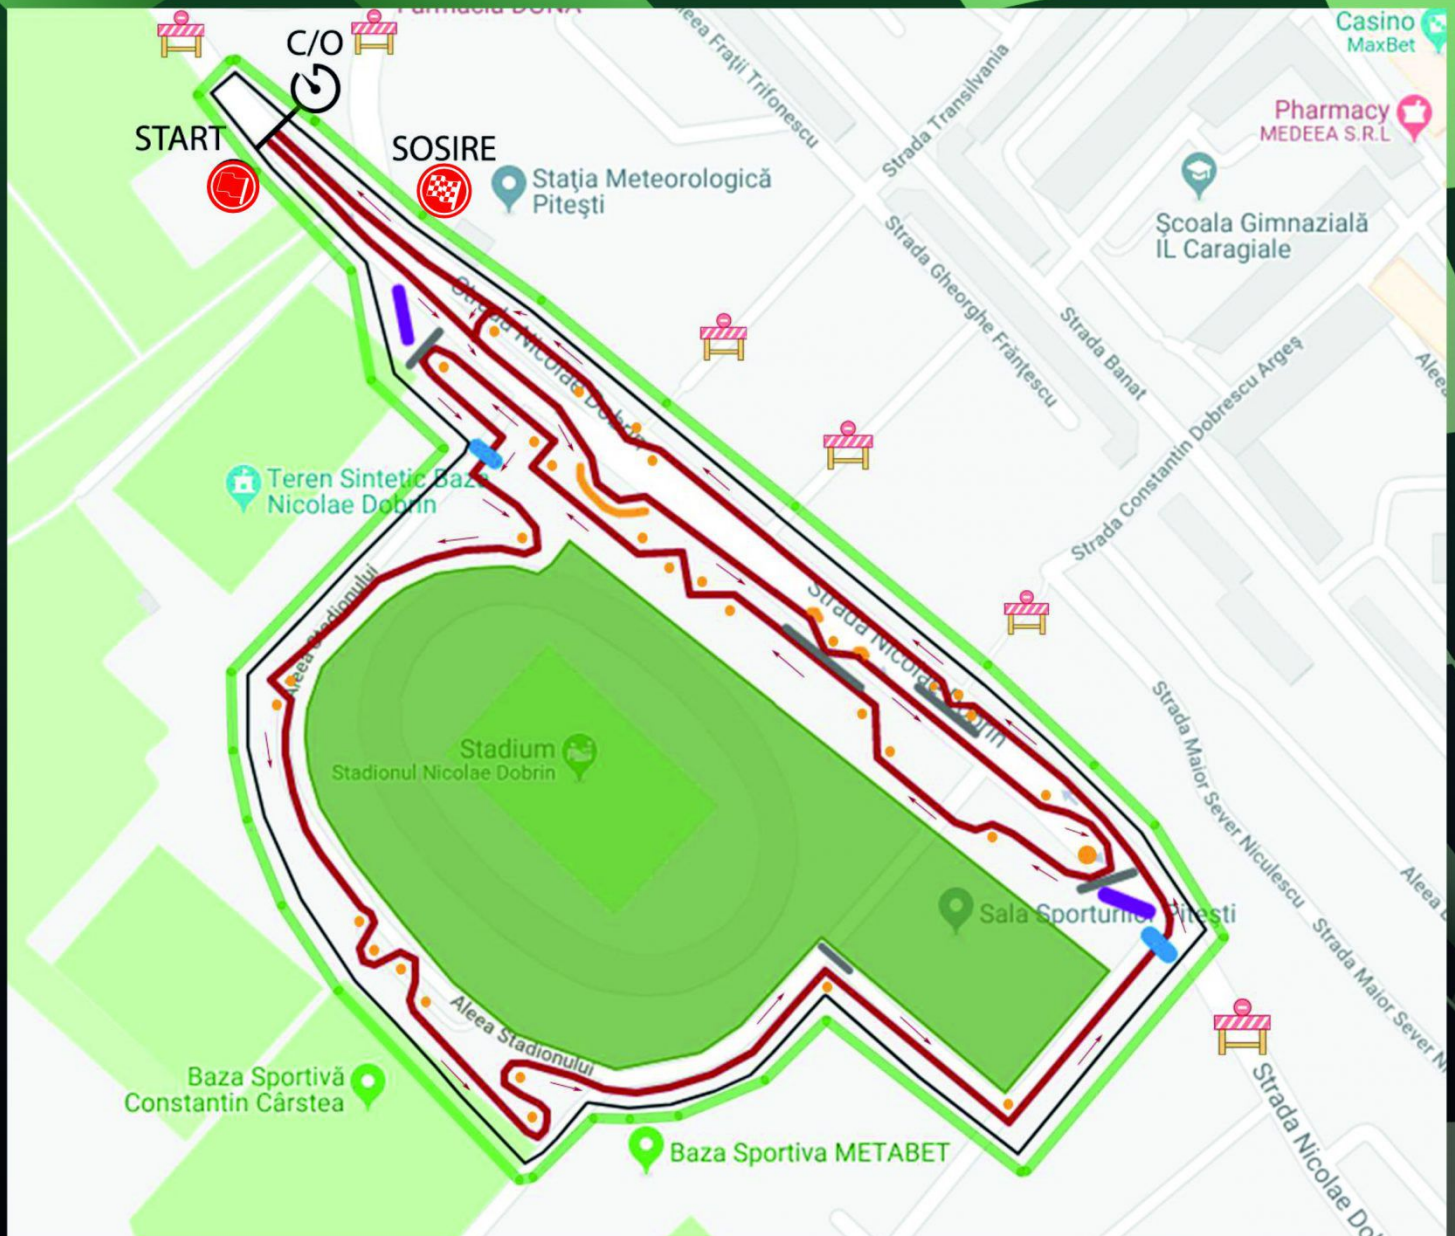 Farmacia DONA
Casino
MaxBet
C/O
START
SOSIRE
Stația Meteorologică
Pitești
Pharmacy
MEDEEA S.R.L
Aleea Frații Trifonescu
Strada Transilvania
Școala Gimnazială
IL Caragiale
Strada Gheorghe Frănțescu
Strada Banat
Strada Constantin Dobrescu Argeș
Strada Nicolae Dobrin
Teren Sintetic Baza
Nicolae Dobrin
Aleea Stadionului
Strada Nicolae Dobrin
Strada Maior Sever Niculescu
Stadium
Stadionul Nicolae Dobrin
Sala Sporturilor Pitești
Strada Maior Sever N
Aleea Stadionului
Baza Sportivă
Constantin Cârstea
Baza Sportiva METABET
Strada Nicolae Do